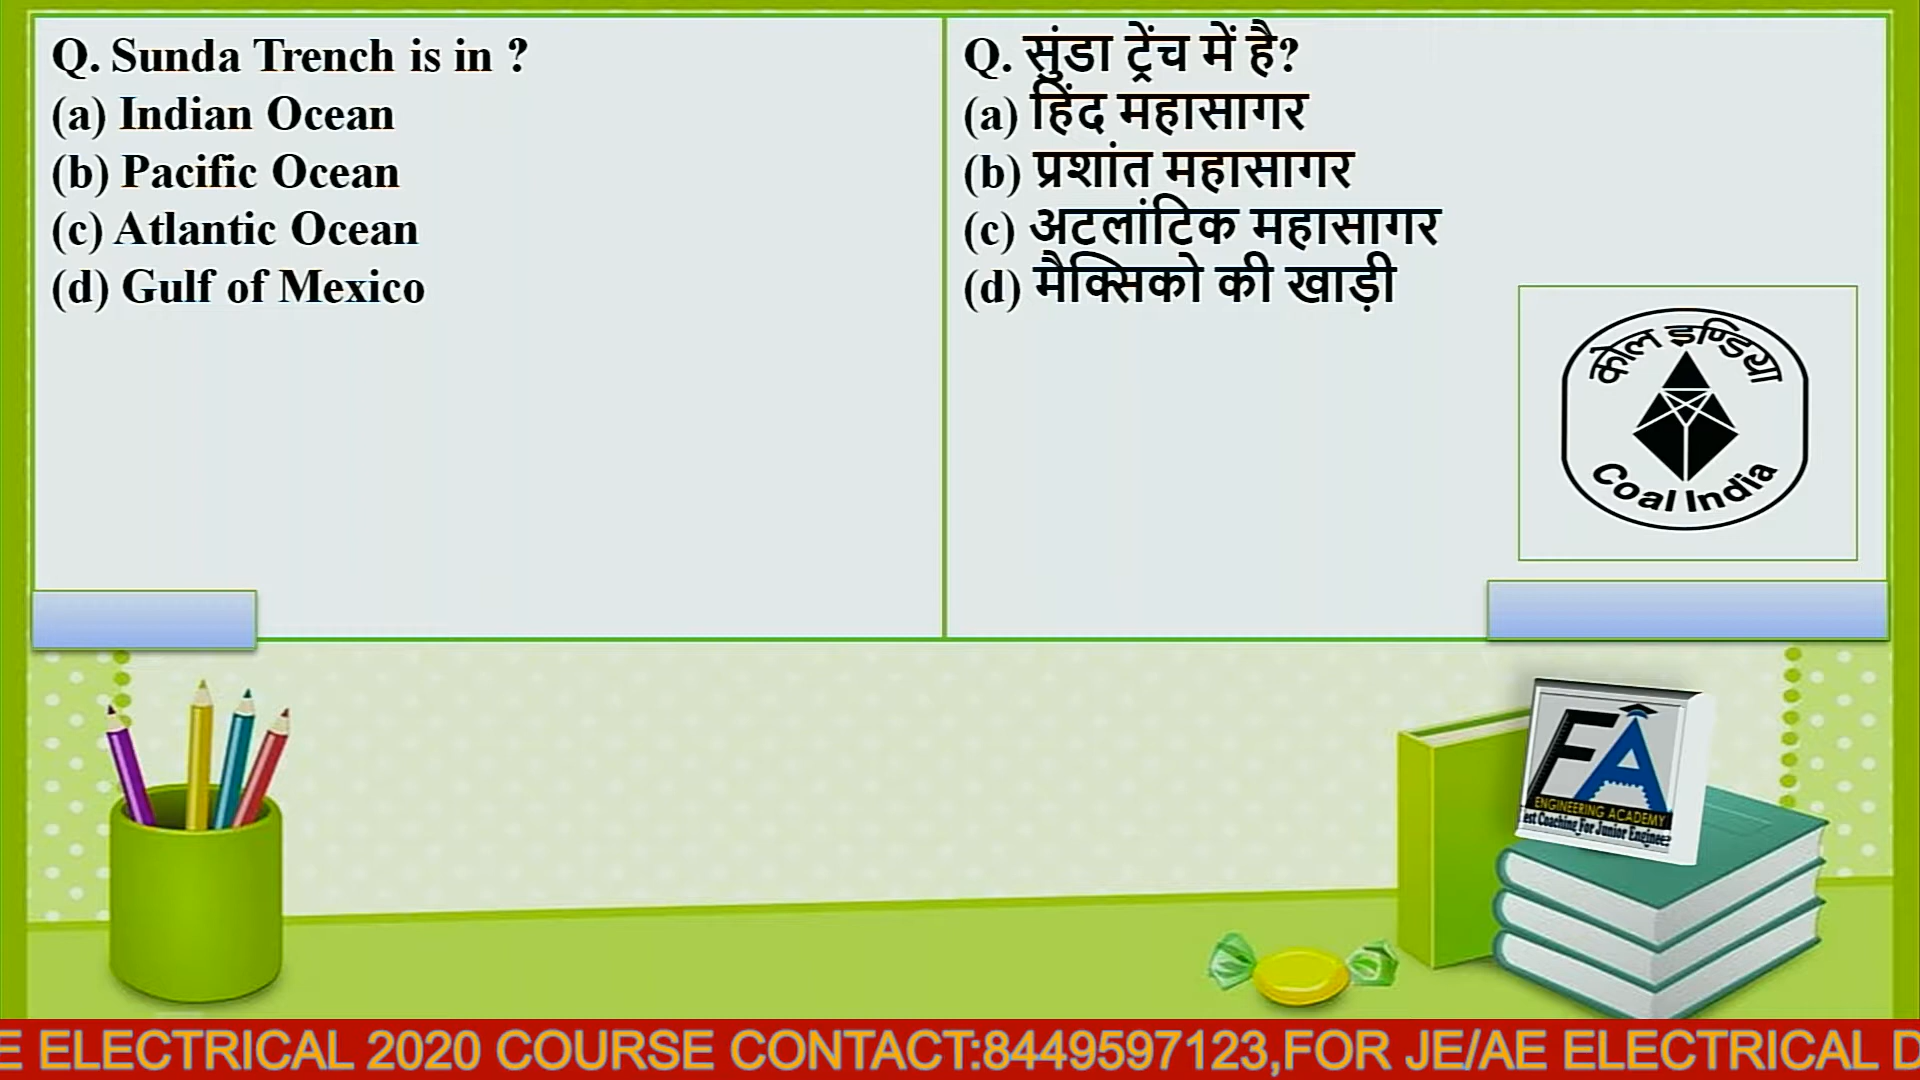 Q. Sunda Trench is in ?
(a) Indian Ocean
(b) Pacific Ocean
(c) Atlantic Ocean
(d) Gulf of Mexico
Q. सुंडा ट्रेंच में है?
(a) हिंद महासागर
(b) प्रशांत महासागर
(c) अटलांटिक महासागर
(d) मैक्सिको की खाड़ी
कोल इण्डिया
Coal India
FA
ENGINEERING ACADEMY
est Coaching For Junior Enginee
E ELECTRICAL 2020 COURSE CONTACT:8449597123,FOR JE/AE ELECTRICAL D